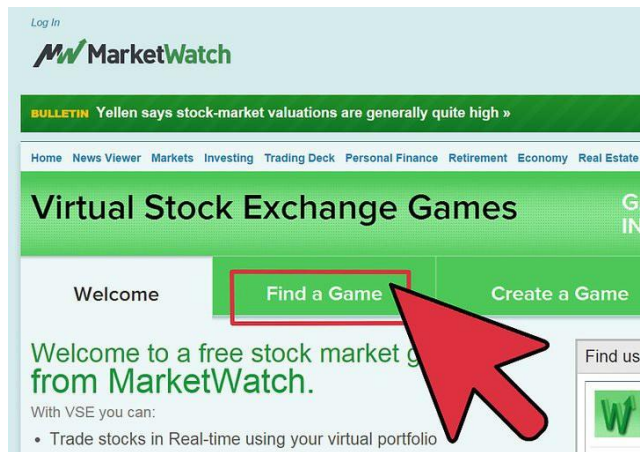 Log In
MarketWatch
BULLETIN Yellen says stock-market valuations are generally quite high »
Home News Viewer Markets Investing Trading Deck Personal Finance Retirement Economy Real Estate
Virtual Stock Exchange Games
Welcome
Find a Game
Create a Game
Welcome to a free stock market
from MarketWatch.
With VSE you can:
• Trade stocks in Real-time using your virtual portfolio
Find us